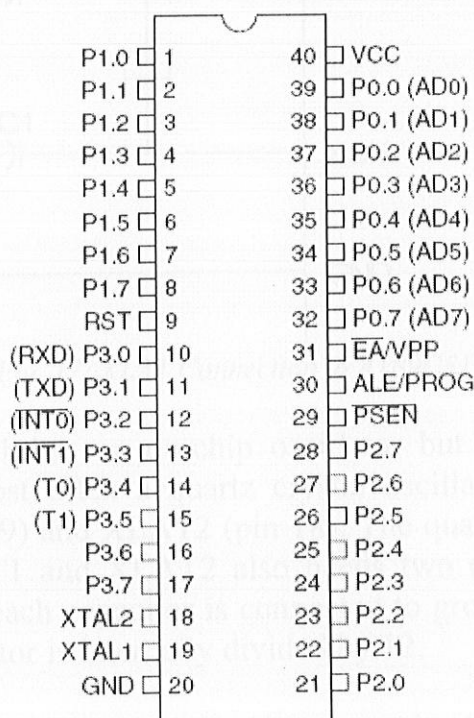 P1.0 1 40 VCC
P1.1 2 39 P0.0 (AD0)
P1.2 3 38 P0.1 (AD1)
P1.3 4 37 P0.2 (AD2)
P1.4 5 36 P0.3 (AD3)
P1.5 6 35 P0.4 (AD4)
P1.6 7 34 P0.5 (AD5)
P1.7 8 33 P0.6 (AD6)
RST 9 32 P0.7 (AD7)
(RXD) P3.0 10 31 E̅A̅/VPP
(TXD) P3.1 11 30 ALE/PROG
(I̅N̅T̅0̅) P3.2 12 29 P̅S̅E̅N̅
(I̅N̅T̅1̅) P3.3 13 28 P2.7
(T0) P3.4 14 27 P2.6
(T1) P3.5 15 26 P2.5
P3.6 16 25 P2.4
P3.7 17 24 P2.3
XTAL2 18 23 P2.2
XTAL1 19 22 P2.1
GND 20 21 P2.0